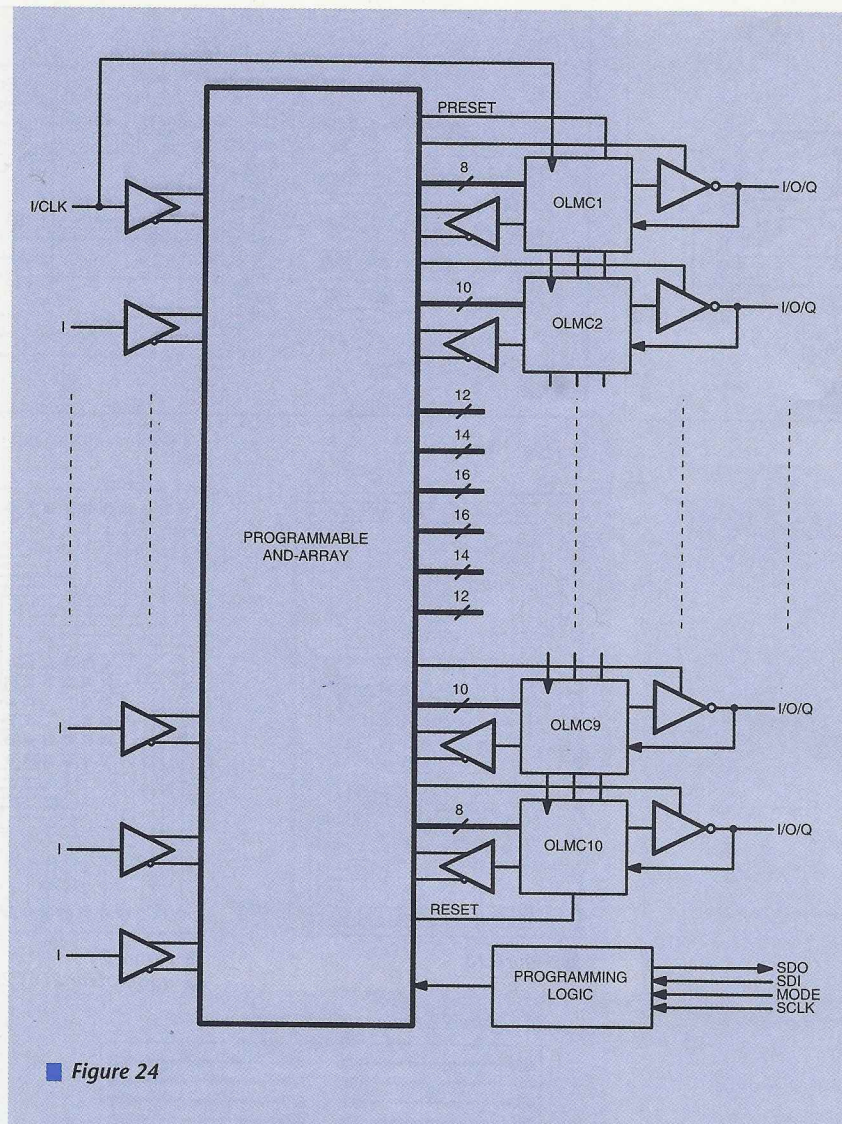 PRESET
8
I/CLK
OLMC1
I/O/Q
10
I
OLMC2
I/O/Q
12
14
16
16
14
12
PROGRAMMABLE
AND-ARRAY
10
I
OLMC9
I/O/Q
8
I
OLMC10
I/O/Q
RESET
I
PROGRAMMING
LOGIC
SDO
SDI
MODE
SCLK
Figure 24